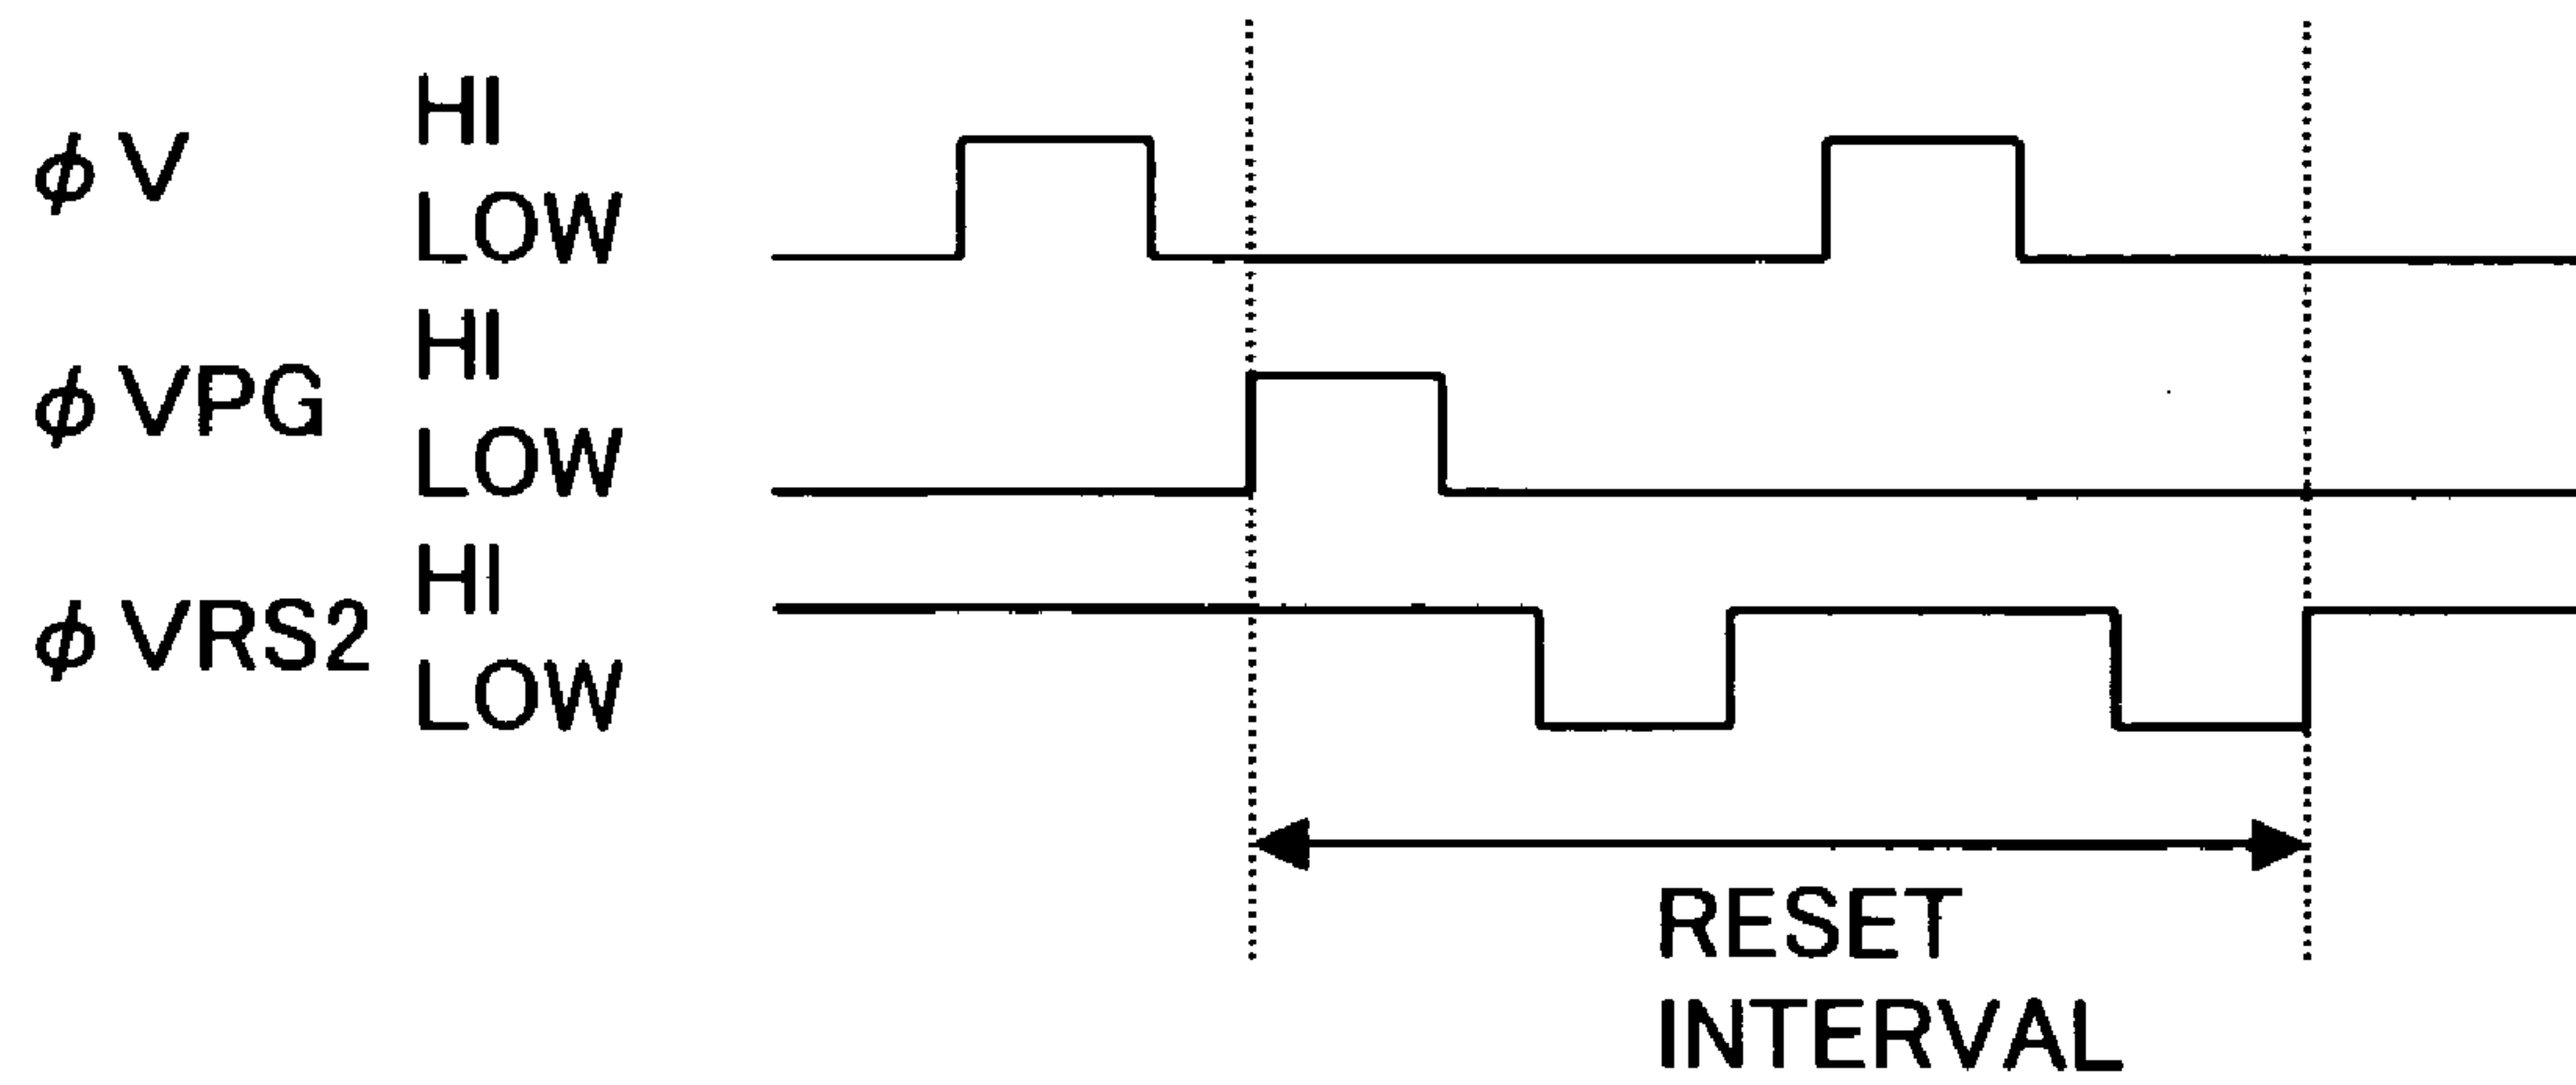 HI
φV
LOW
HI
φVPG
LOW
HI
φVRS2
LOW
RESET
INTERVAL